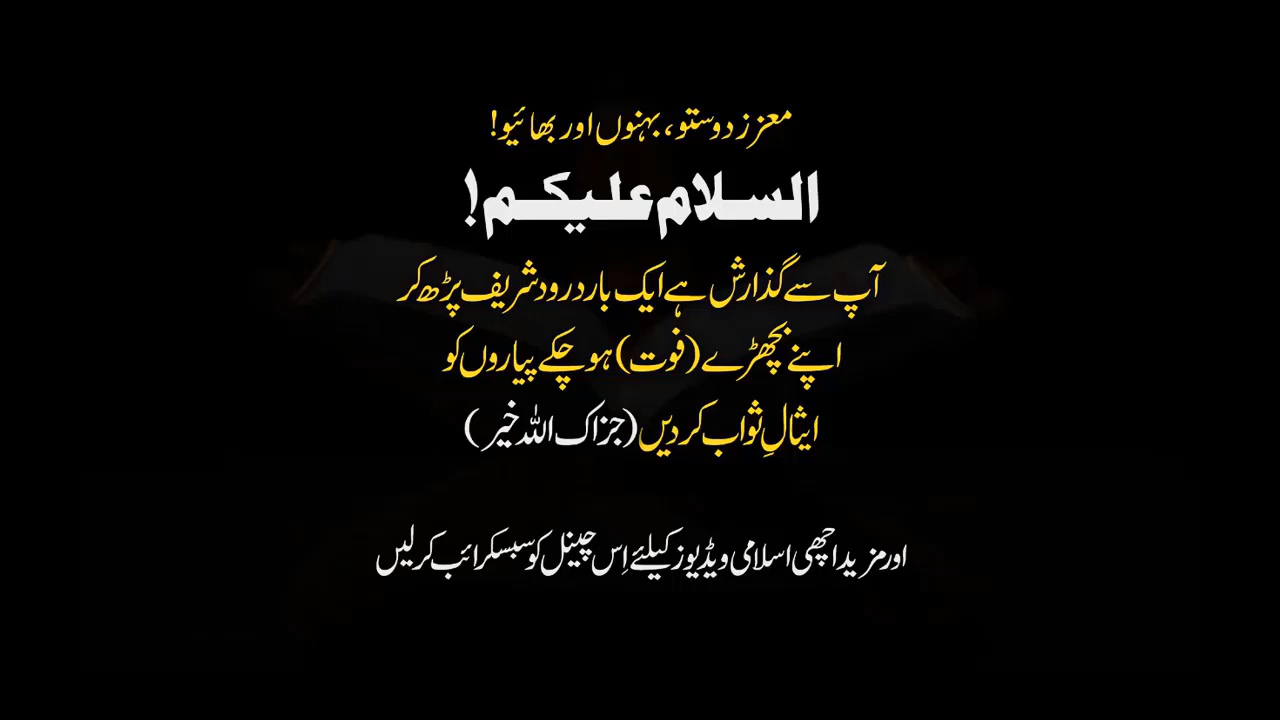 معزز دوستو، بہنوں اور بھائیو!
السلام علیکم!
آپ سے گذارش ہے ایک بار درود شریف پڑھ کر
اپنے بچھڑے (فوت) ہو چکے پیاروں کو
ایثالِ ثواب کر دیں (جزاک اللہ خیر)
اور مزید اچھی اسلامی ویڈیوز کیلئے اِس چینل کو سبسکرائب کر لیں